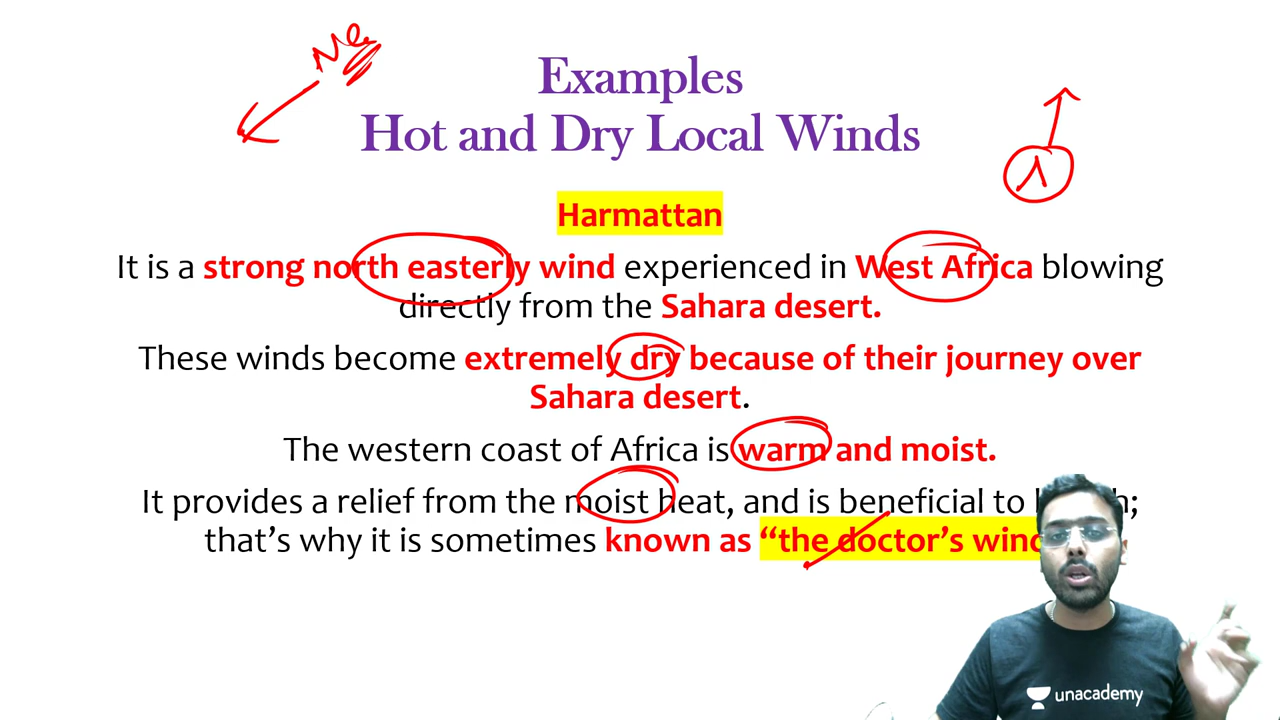 Ne
Examples
Hot and Dry Local Winds
Harmattan
It is a strong north easterly wind experienced in West Africa blowing
directly from the Sahara desert.
These winds become extremely dry because of their journey over
Sahara desert.
The western coast of Africa is warm and moist.
It provides a relief from the moist heat, and is beneficial to
that's why it is sometimes known as "the doctor's
unacademy